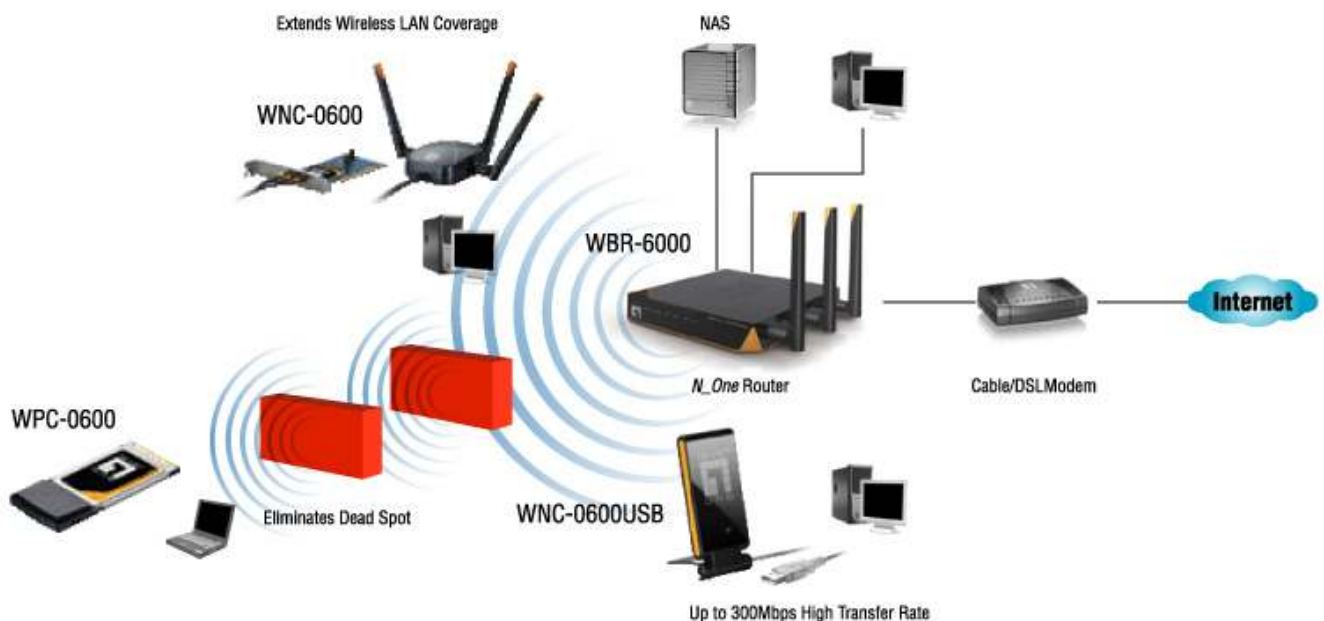 Extends Wireless LAN Coverage
NAS
WNC-0600
WBR-6000
Internet
N_One Router
Cable/DSLModem
WPC-0600
Eliminates Dead Spot
WNC-0600USB
Up to 300Mbps High Transfer Rate